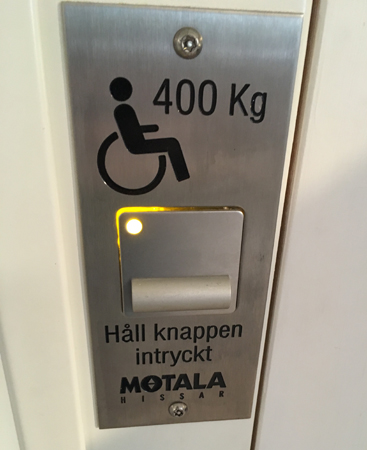 400 Kg
Håll knappen
intryckt
MOTALA
HISSAR